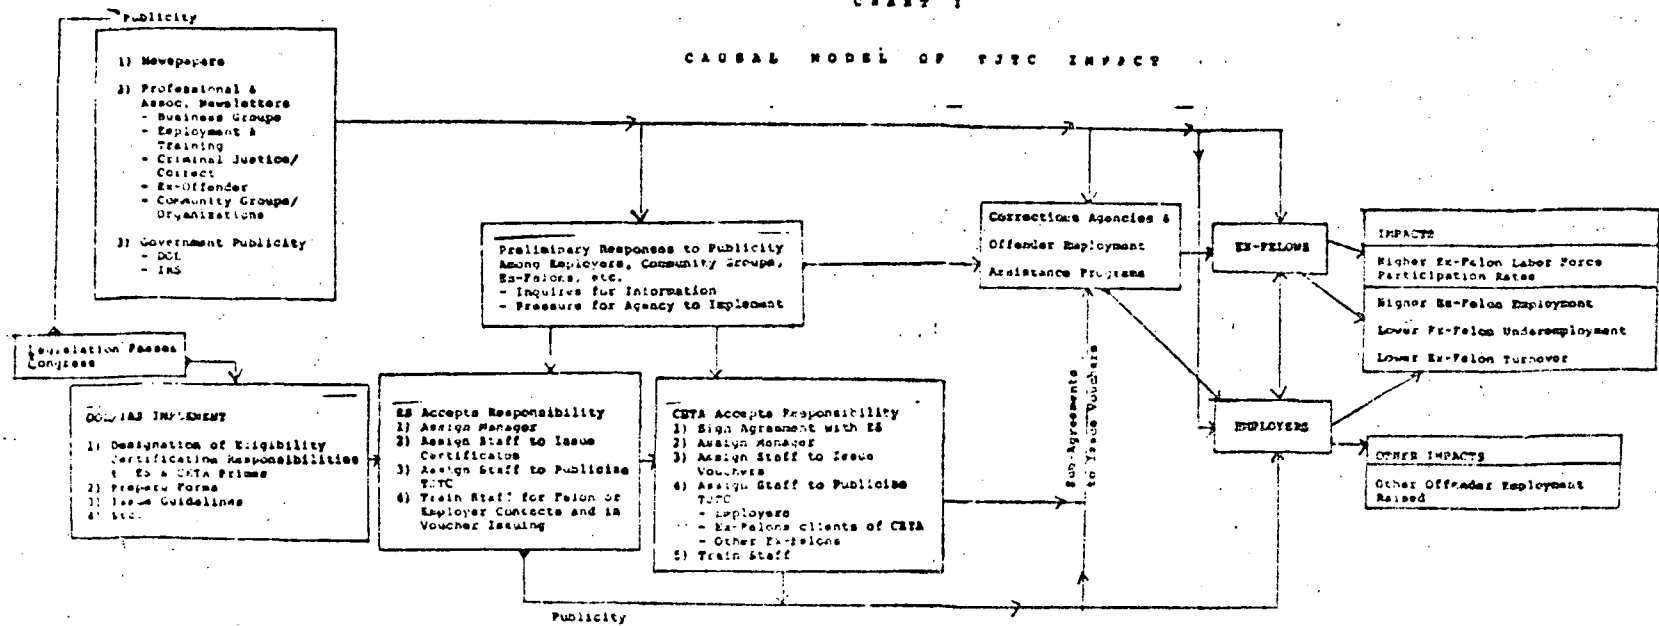 CHART I
CAUSAL MODEL OF TJTC IMPACT
Publicity
1) Newspapers
2) Professional &
Assoc. Newsletters
- Business Groups
- Employment &
Training
- Criminal Justice/
Correct
- Ex-Offender
- Community Groups/
Organizations
3) Government Publicity
- DOL
- IRS
Legislation Passes
Congress
DOL/IRS IMPLEMENT
1) Designation of Eligibility
Certification Responsibilities
ES & CETA Primes
2) Prepare Forms
3) Issue Guidelines
4) Etc.
Preliminary Responses to Publicity
Among Employers, Community Groups,
Ex-Felons, etc.
- Inquires for Information
- Pressure for Agency to Implement
ES Accepts Responsibility
1) Assign Manager
2) Assign Staff to Issue
Certificates
3) Assign Staff to Publicize
TJTC
4) Train Staff for Felon or
Employer Contacts and in
Voucher Issuing
CETA Accepts Responsibility
1) Sign Agreement with ES
2) Assign Manager
3) Assign Staff to Issue
Vouchers
4) Assign Staff to Publicize
TJTC
- Employers
- Ex-Felons clients of CETA
- Other Ex-Felons
5) Train Staff
Publicity
Sub-Agreements
to Issue Vouchers
Corrections Agencies &
Offender Employment
Assistance Programs
EX-FELONS
EMPLOYERS
IMPACTS
Higher Ex-Felon Labor Force
Participation Rates
Higher Ex-Felon Employment
Lower Ex-Felon Underemployment
Lower Ex-Felon Turnover
OTHER IMPACTS
Other Offender Employment
Raised